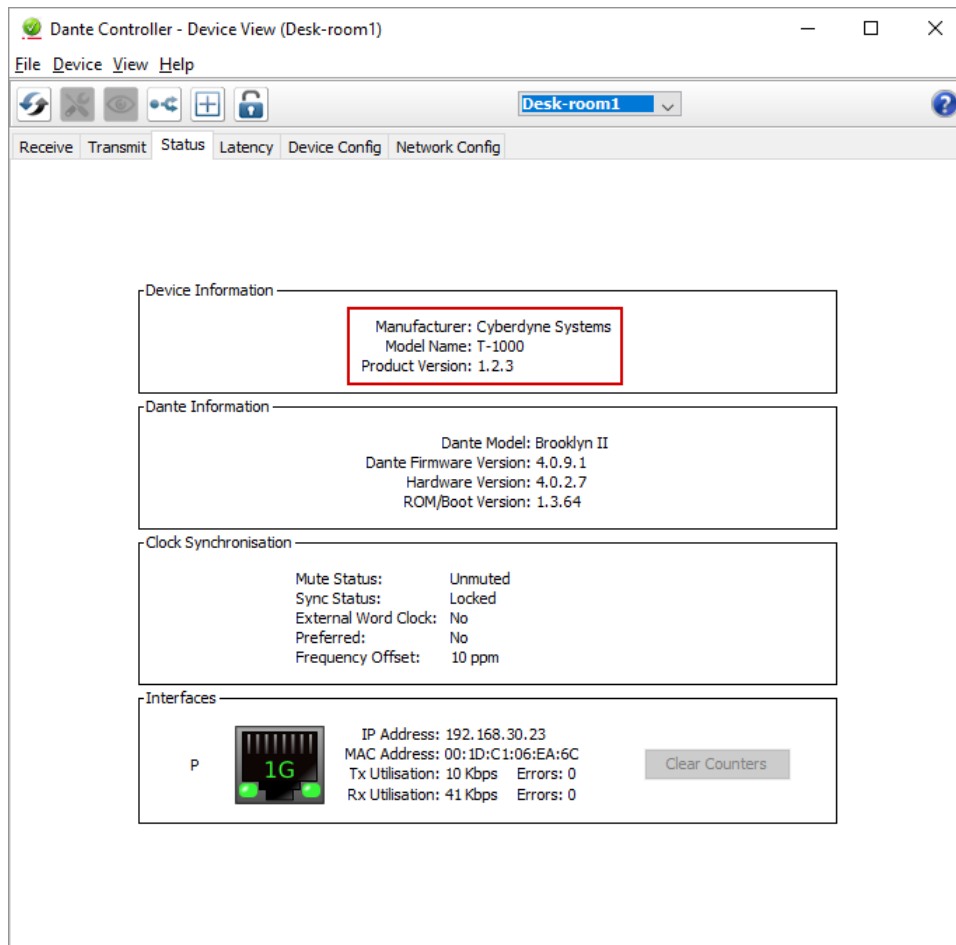 Dante Controller - Device View (Desk-room1)
File Device View Help
Desk-room1
?
Receive Transmit Status Latency Device Config Network Config
Device Information
Manufacturer: Cyberdyne Systems
Model Name: T-1000
Product Version: 1.2.3
Dante Information
Dante Model: Brooklyn II
Dante Firmware Version: 4.0.9.1
Hardware Version: 4.0.2.7
ROM/Boot Version: 1.3.64
Clock Synchronisation
Mute Status: Unmuted
Sync Status: Locked
External Word Clock: No
Preferred: No
Frequency Offset: 10 ppm
Interfaces
IP Address: 192.168.30.23
MAC Address: 00:1D:C1:06:EA:6C
P 1G Tx Utilisation: 10 Kbps Errors: 0 Clear Counters
Rx Utilisation: 41 Kbps Errors: 0